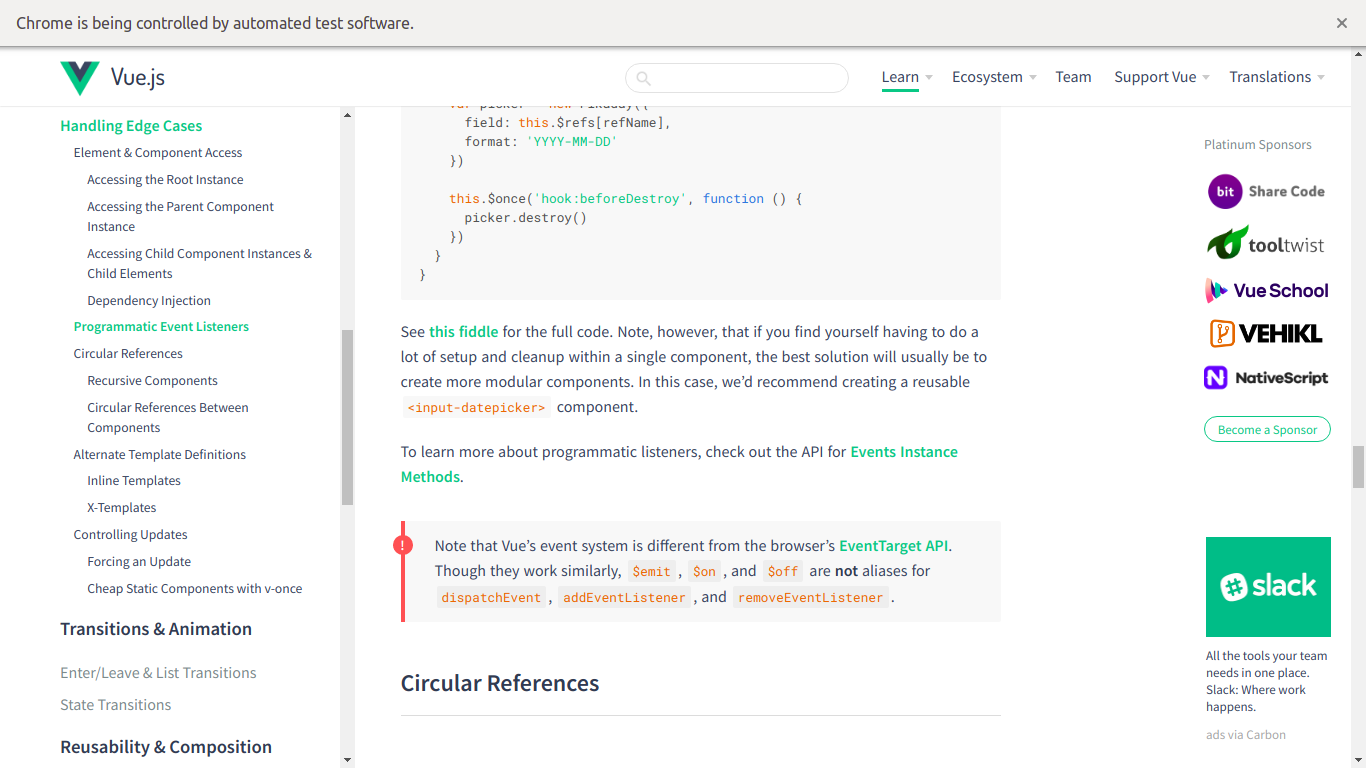 Chrome is being controlled by automated test software.
Vue.js
Learn
Ecosystem
Team
Support Vue
Translations
Handling Edge Cases
Element & Component Access
Accessing the Root Instance
Accessing the Parent Component
Instance
Accessing Child Component Instances &
Child Elements
Dependency Injection
Programmatic Event Listeners
Circular References
Recursive Components
Circular References Between
Components
Alternate Template Definitions
Inline Templates
X-Templates
Controlling Updates
Forcing an Update
Cheap Static Components with v-once
Transitions & Animation
Enter/Leave & List Transitions
State Transitions
Reusability & Composition
var picker = new Pikaday({
field: this.$refs[refName],
format: 'YYYY-MM-DD'
})
this.$once('hook:beforeDestroy', function () {
picker.destroy()
})
}
}
See this fiddle for the full code. Note, however, that if you find yourself having to do a
lot of setup and cleanup within a single component, the best solution will usually be to
create more modular components. In this case, we’d recommend creating a reusable
<input-datepicker> component.
To learn more about programmatic listeners, check out the API for Events Instance
Methods.
!
Note that Vue’s event system is different from the browser’s EventTarget API.
Though they work similarly, $emit, $on, and $off are not aliases for
dispatchEvent, addEventListener, and removeEventListener.
Circular References
Platinum Sponsors
bit Share Code
tooltwist
Vue School
VEHIKL
NativeScript
Become a Sponsor
slack
All the tools your team
needs in one place.
Slack: Where work
happens.
ads via Carbon